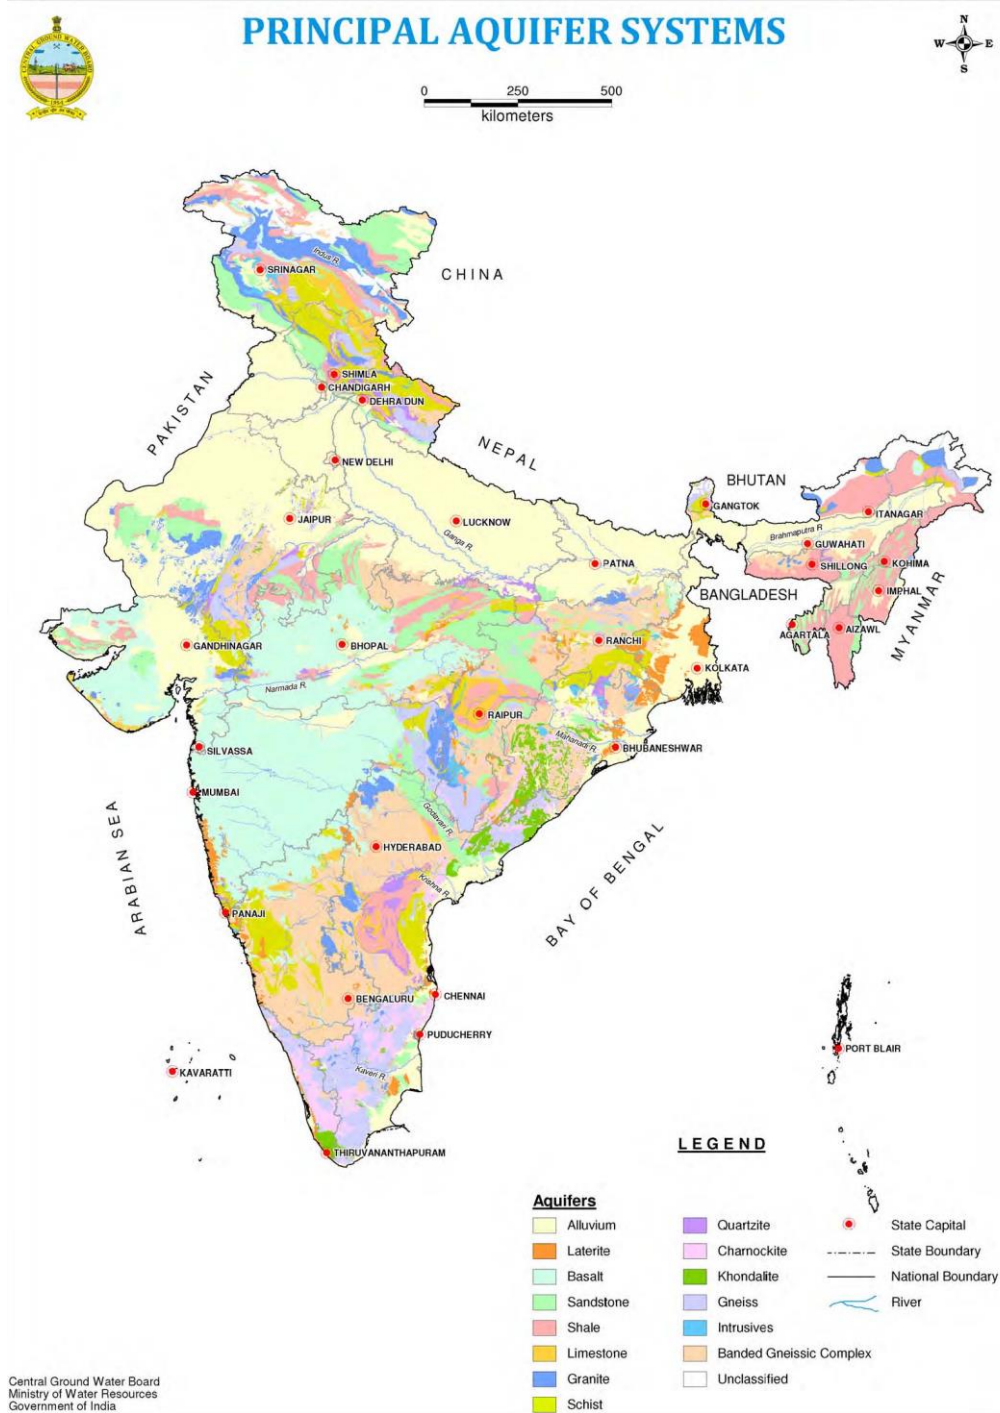 PRINCIPAL AQUIFER SYSTEMS
CENTRAL GROUND WATER BOARD
N
W E
S
0 250 500
kilometers
CHINA
Indus R.
SRINAGAR
SHIMLA
CHANDIGARH
DEHRA DUN
PAKISTAN
NEPAL
NEW DELHI
BHUTAN
GANGTOK
JAIPUR
LUCKNOW
ITANAGAR
Ganga R.
Brahmaputra R
GUWAHATI
PATNA
SHILLONG
KOHIMA
BANGLADESH
IMPHAL
MYANMAR
AGARTALA
AIZAWL
GANDHINAGAR
BHOPAL
RANCHI
KOLKATA
Narmada R.
RAIPUR
Mahanadi R.
BHUBANESHWAR
SILVASSA
MUMBAI
Godavari R.
ARABIAN SEA
HYDERABAD
BAY OF BENGAL
Krishna R.
PANAJI
BENGALURU
CHENNAI
PUDUCHERRY
PORT BLAIR
KAVARATTI
Kaveri R.
THIRUVANANTHAPURAM
LEGEND
Aquifers
Alluvium
Laterite
Basalt
Sandstone
Shale
Limestone
Granite
Schist
Quartzite
Charnockite
Khondalite
Gneiss
Intrusives
Banded Gneissic Complex
Unclassified
State Capital
State Boundary
National Boundary
River
Central Ground Water Board
Ministry of Water Resources
Government of India